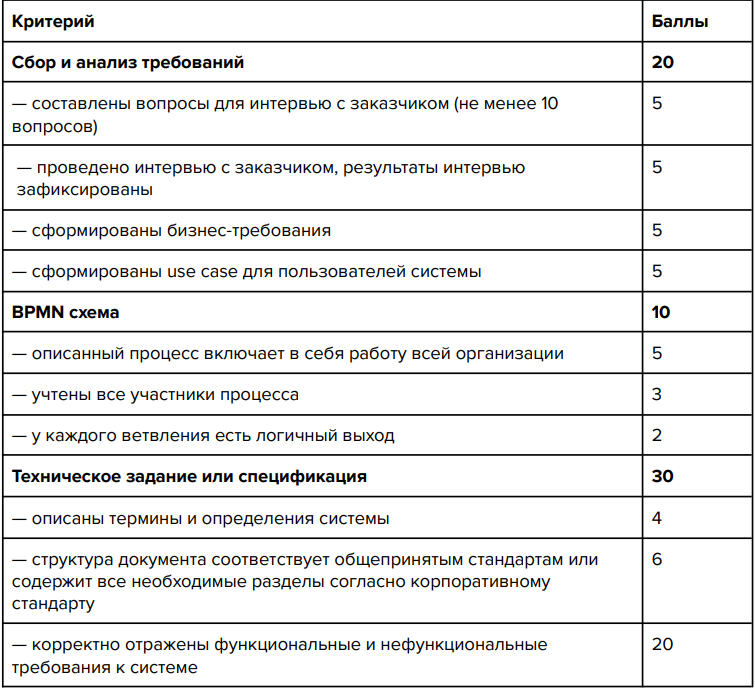 Критерий Баллы
Сбор и анализ требований 20
— составлены вопросы для интервью с заказчиком (не менее 10 5
вопросов)
— проведено интервью с заказчиком, результаты интервью 5
зафиксированы
— сформированы бизнес-требования 5
— сформированы use case для пользователей системы 5
BPMN схема 10
— описанный процесс включает в себя работу всей организации 5
— учтены все участники процесса 3
— у каждого ветвления есть логичный выход 2
Техническое задание или спецификация 30
— описаны термины и определения системы 4
— структура документа соответствует общепринятым стандартам или 6
содержит все необходимые разделы согласно корпоративному
стандарту
— корректно отражены функциональные и нефункциональные 20
требования к системе